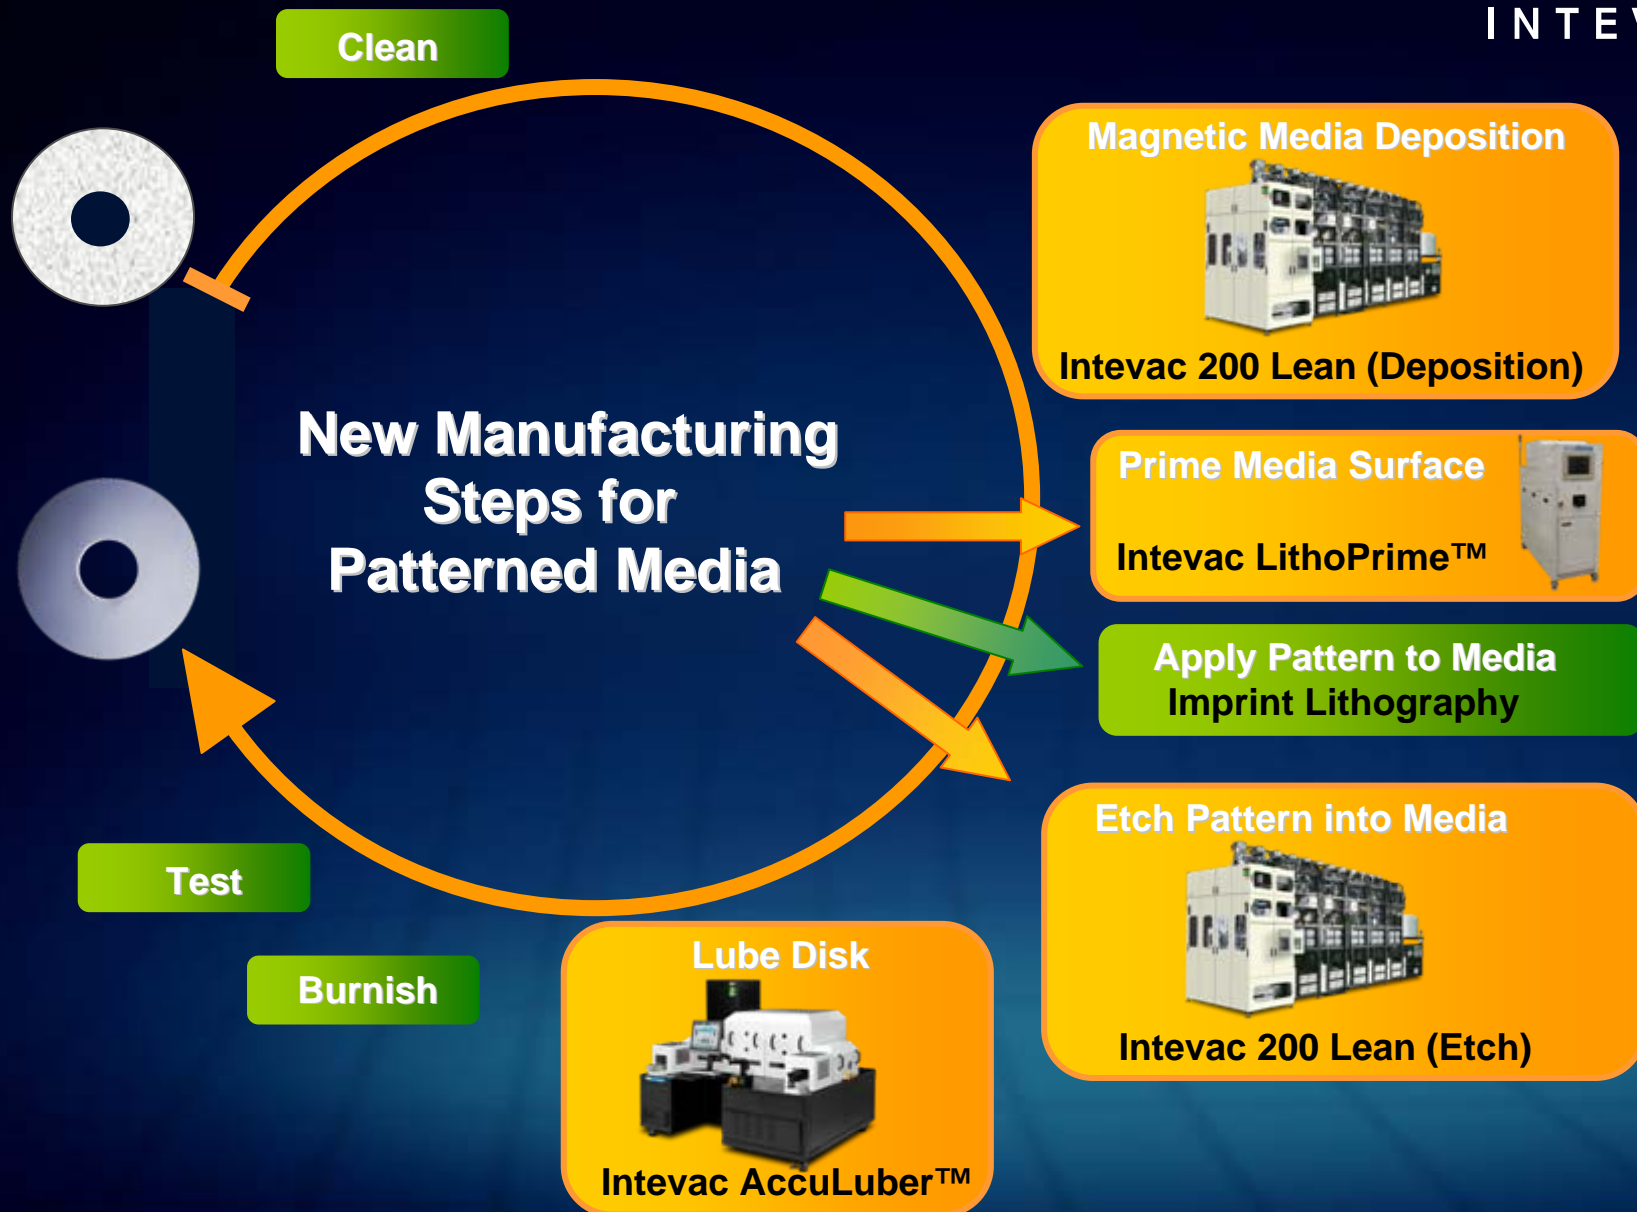 INTEV
Clean
Magnetic Media Deposition
Intevac 200 Lean (Deposition)
New Manufacturing
Steps for
Patterned Media
Prime Media Surface
Intevac LithoPrime™
Apply Pattern to Media
Imprint Lithography
Etch Pattern into Media
Intevac 200 Lean (Etch)
Lube Disk
Intevac AccuLuber™
Burnish
Test